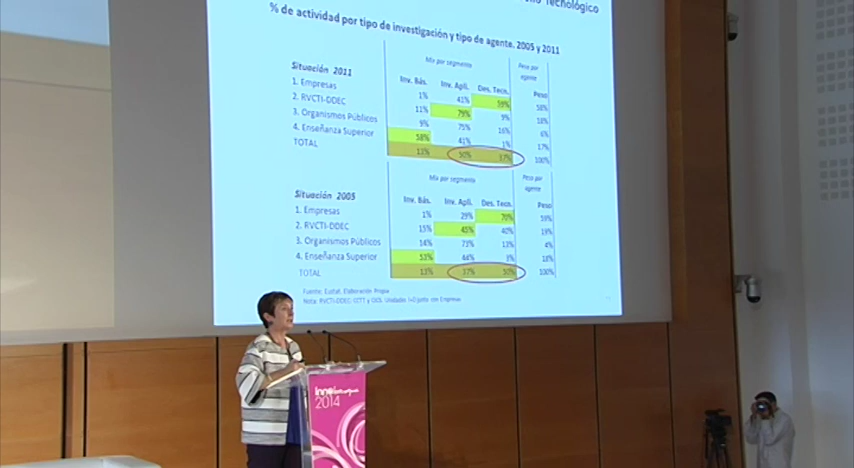 Tecnológico
% de actividad por tipo de investigación y tipo de agente. 2005 y 2011
Mix por segmento Peso por agente
Situación 2011 Inv. Bás. Inv. Apli. Des. Tecn. Peso
1. Empresas 1% 41% 59% 58%
2. RVCTI-DDEC 11% 79% 9% 18%
3. Organismos Públicos 9% 75% 16% 6%
4. Enseñanza Superior 58% 41% 1% 17%
TOTAL 13% 50% 37% 100%
Mix por segmento Peso por agente
Situación 2005 Inv. Bás. Inv. Apli. Des. Tecn. Peso
1. Empresas 1% 29% 70% 59%
2. RVCTI-DDEC 15% 45% 40% 19%
3. Organismos Públicos 14% 73% 13% 4%
4. Enseñanza Superior 53% 44% 3% 18%
TOTAL 13% 37% 50% 100%
Fuente: Eustat. Elaboración Propia
Nota: RVCTI-DDEC: CCTT y CICs. Unidades I+D junto con Empresas
2014